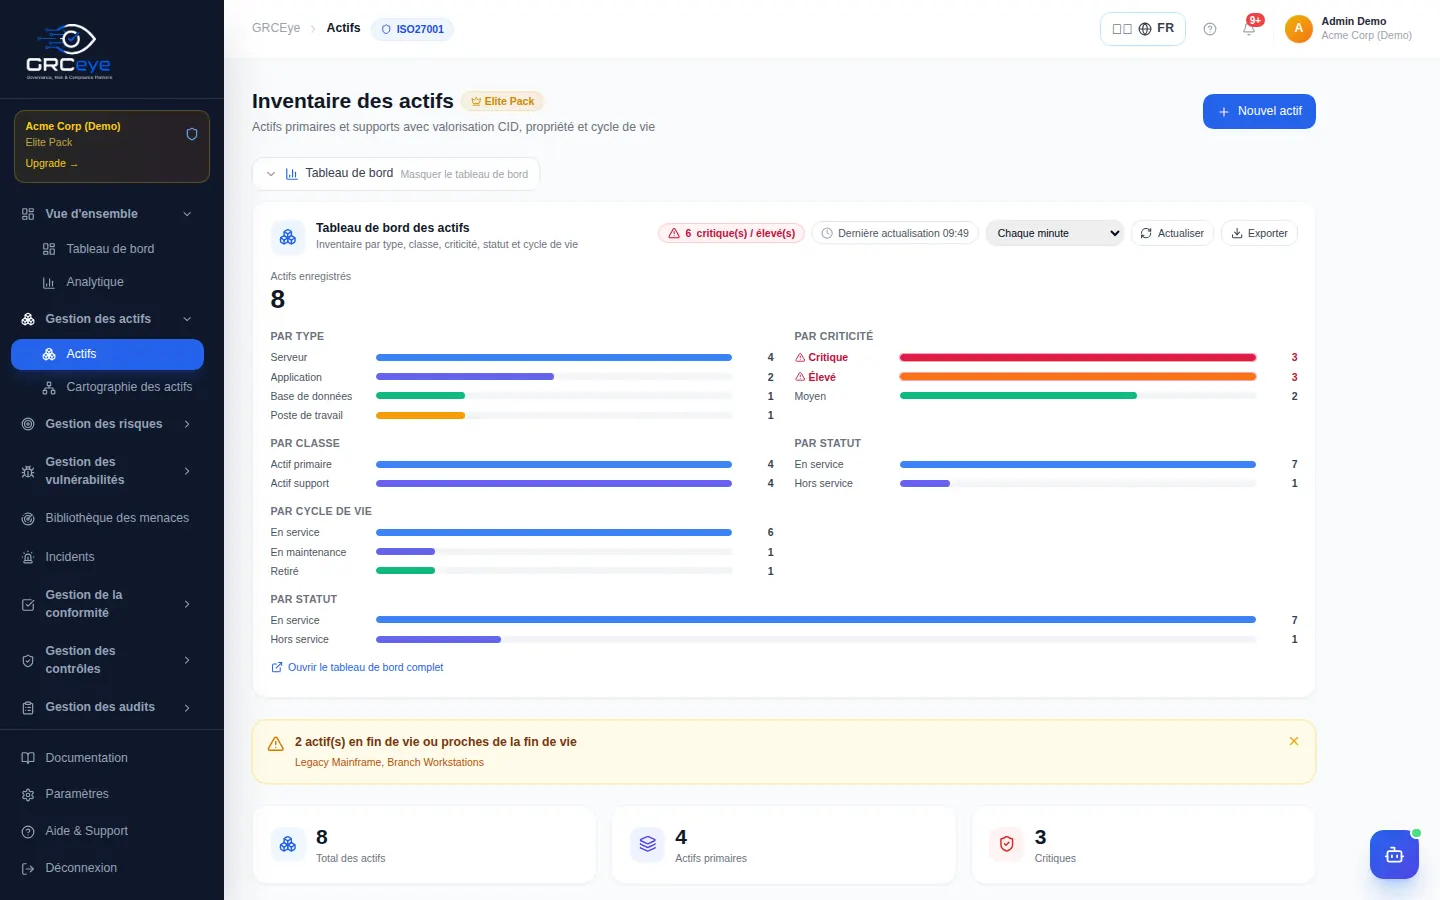 GRCeye
Governance, Risk & Compliance Platform
Acme Corp (Demo)
Elite Pack
Upgrade →
Vue d'ensemble
Tableau de bord
Analytique
Gestion des actifs
Actifs
Cartographie des actifs
Gestion des risques
Gestion des
vulnérabilités
Bibliothèque des menaces
Incidents
Gestion de la
conformité
Gestion des
contrôles
Gestion des audits
Documentation
Paramètres
Aide & Support
Déconnexion
GRCEye > Actifs ISO27001
FR
9+
A
Admin Demo
Acme Corp (Demo)
Inventaire des actifs Elite Pack
Actifs primaires et supports avec valorisation CID, propriété et cycle de vie
+ Nouvel actif
Tableau de bord Masquer le tableau de bord
Tableau de bord des actifs
Inventaire par type, classe, criticité, statut et cycle de vie
6 critique(s) / élevé(s)
Dernière actualisation 09:49
Chaque minute
Actualiser
Exporter
Actifs enregistrés
8
PAR TYPE
Serveur 4
Application 2
Base de données 1
Poste de travail 1
PAR CRITICITÉ
Critique 3
Élevé 3
Moyen 2
PAR CLASSE
Actif primaire 4
Actif support 4
PAR STATUT
En service 7
Hors service 1
PAR CYCLE DE VIE
En service 6
En maintenance 1
Retiré 1
PAR STATUT
En service 7
Hors service 1
Ouvrir le tableau de bord complet
2 actif(s) en fin de vie ou proches de la fin de vie
Legacy Mainframe, Branch Workstations
8
Total des actifs
4
Actifs primaires
3
Critiques